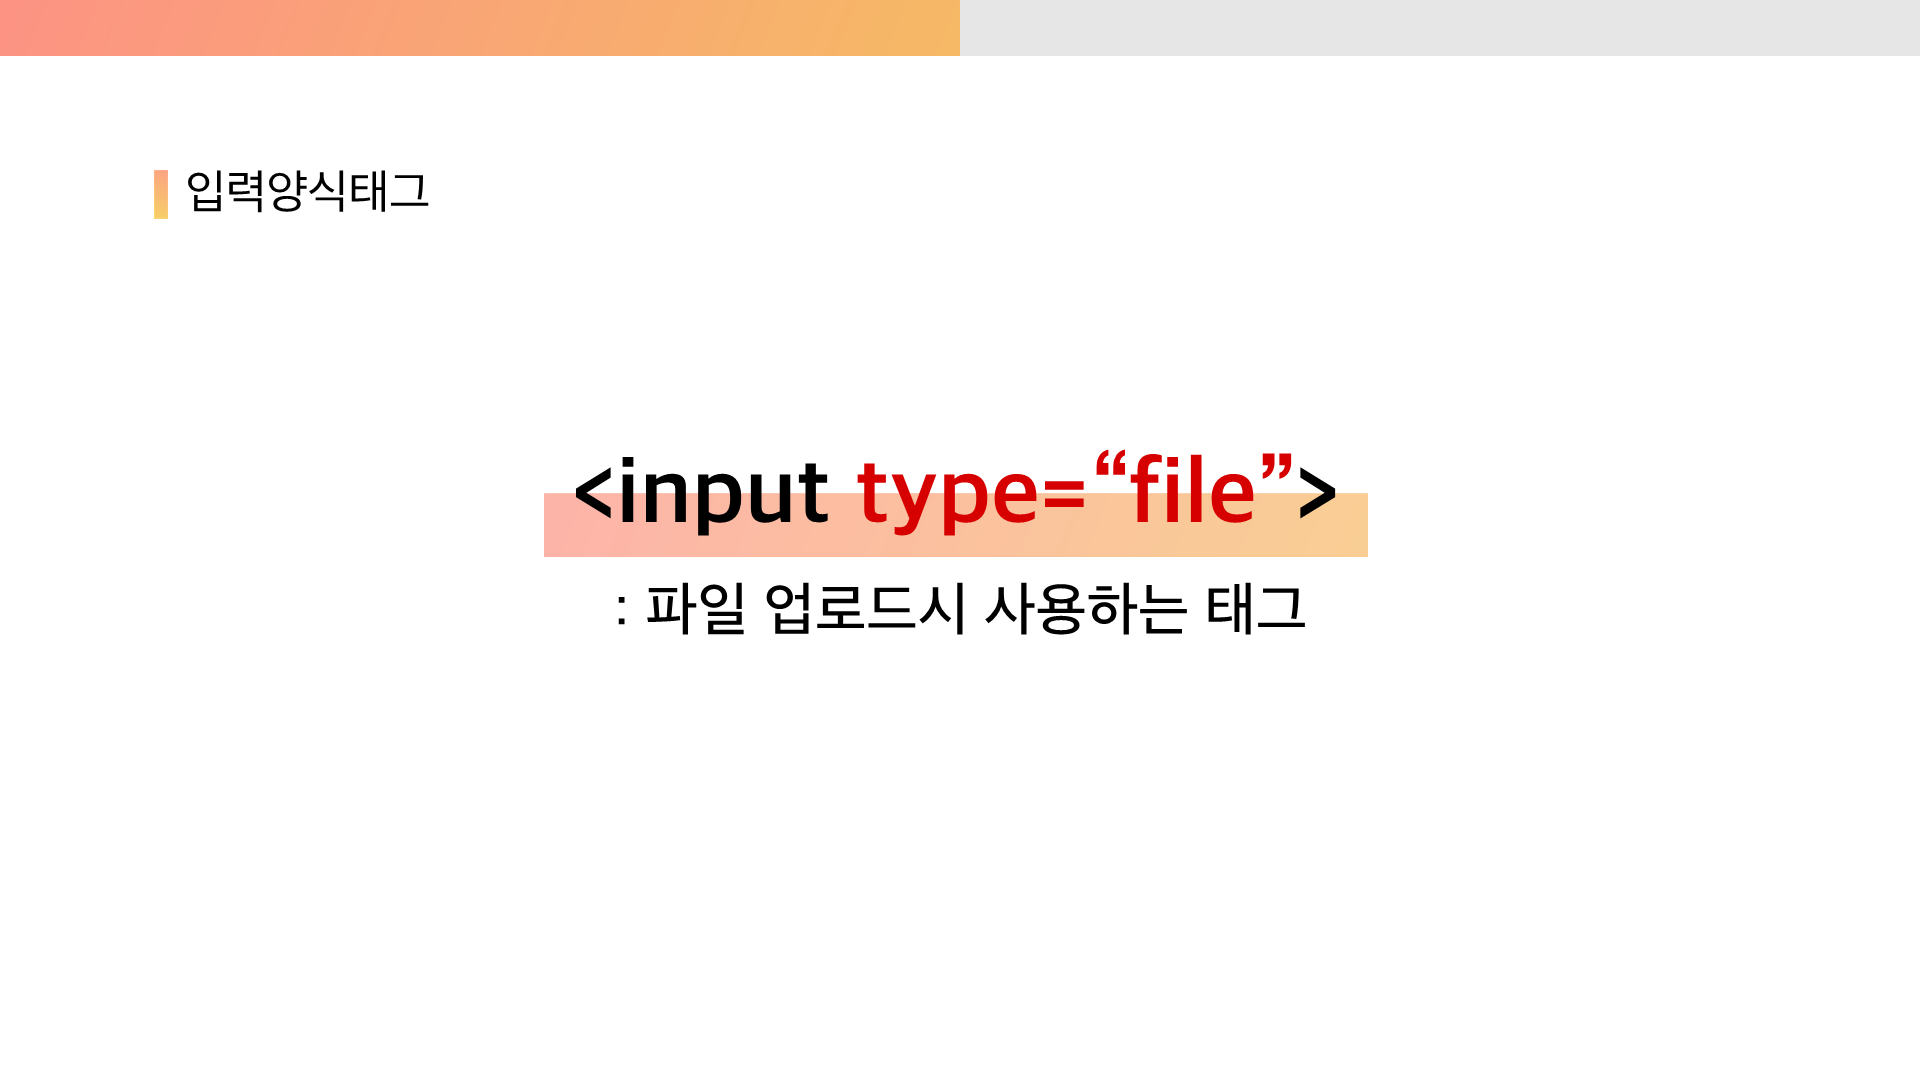 입력양식태그
<input type=“file”>
: 파일 업로드시 사용하는 태그